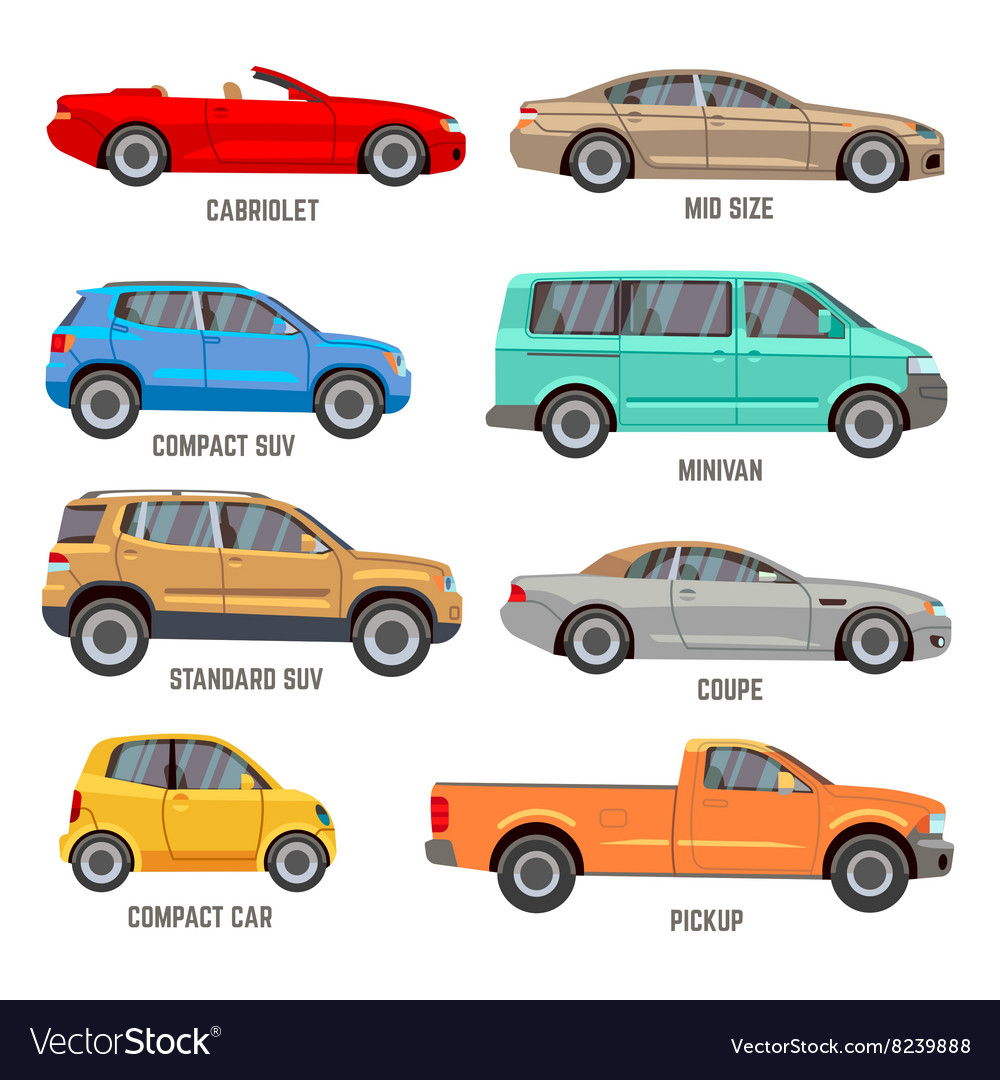 CABRIOLET
MID SIZE
COMPACT SUV
MINIVAN
STANDARD SUV
COUPE
COMPACT CAR
PICKUP
VectorStock®
VectorStock.com/8239888